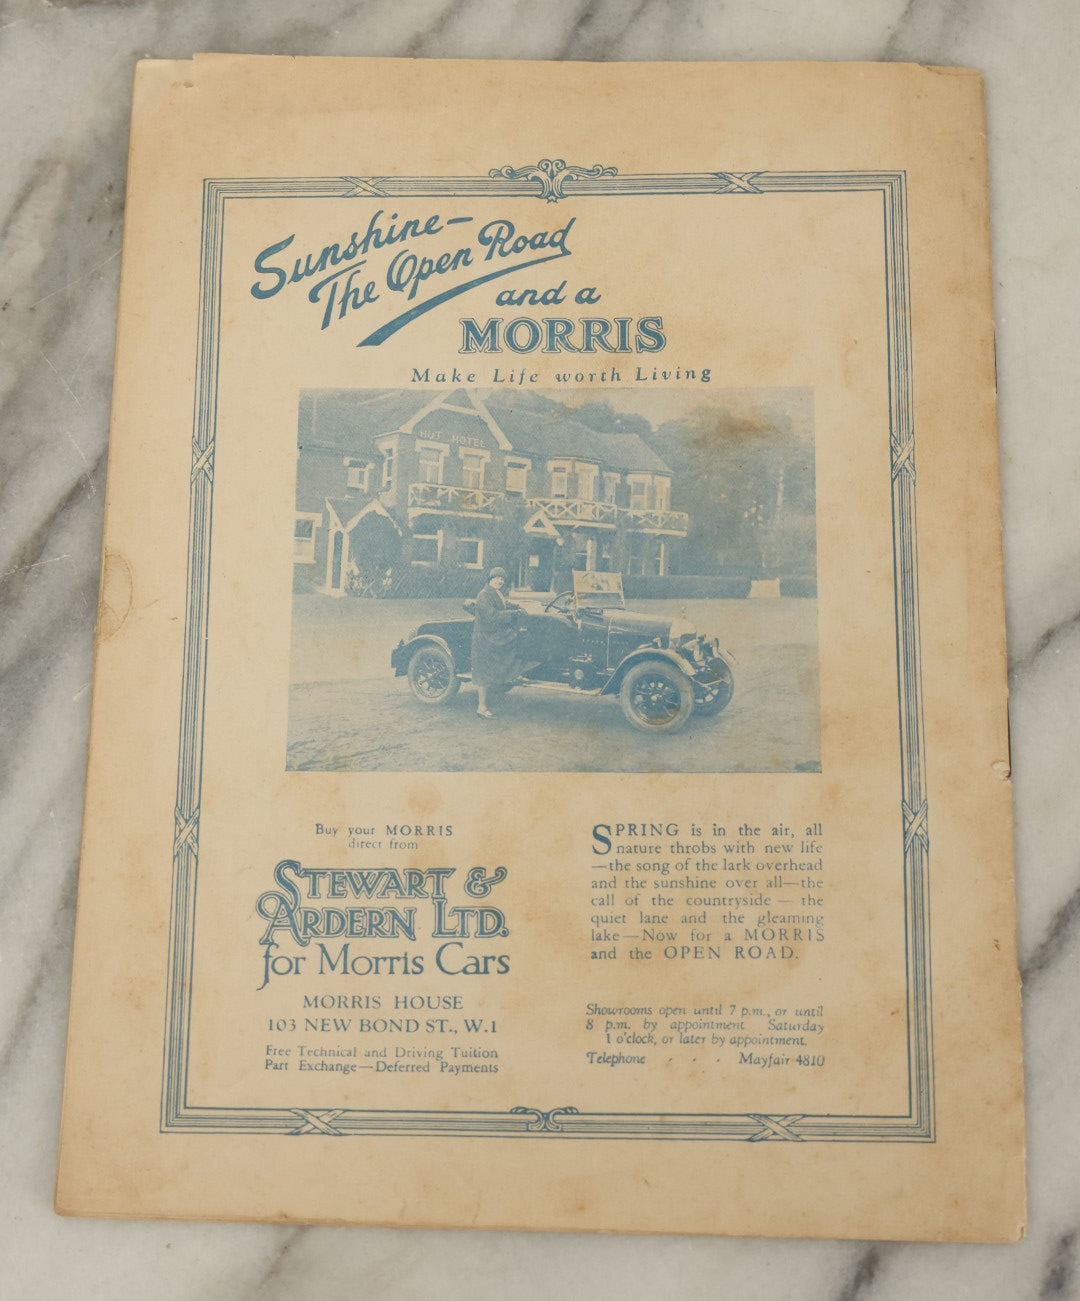 Sunshine—
The Open Road
and a
MORRIS
Make Life worth Living
HUT HOTEL
Buy your MORRIS
direct from
STEWART &
ARDERN LTD.
for Morris Cars
MORRIS HOUSE
103 NEW BOND ST., W.1
Free Technical and Driving Tuition
Part Exchange—Deferred Payments
SPRING is in the air, all
nature throbs with new life
—the song of the lark overhead
and the sunshine over all—the
call of the countryside — the
quiet lane and the gleaming
lake—Now for a MORRIS
and the OPEN ROAD.
Showrooms open until 7 p.m., or until
8 p.m. by appointment Saturday
1 o'clock, or later by appointment.
Telephone · · · Mayfair 4810